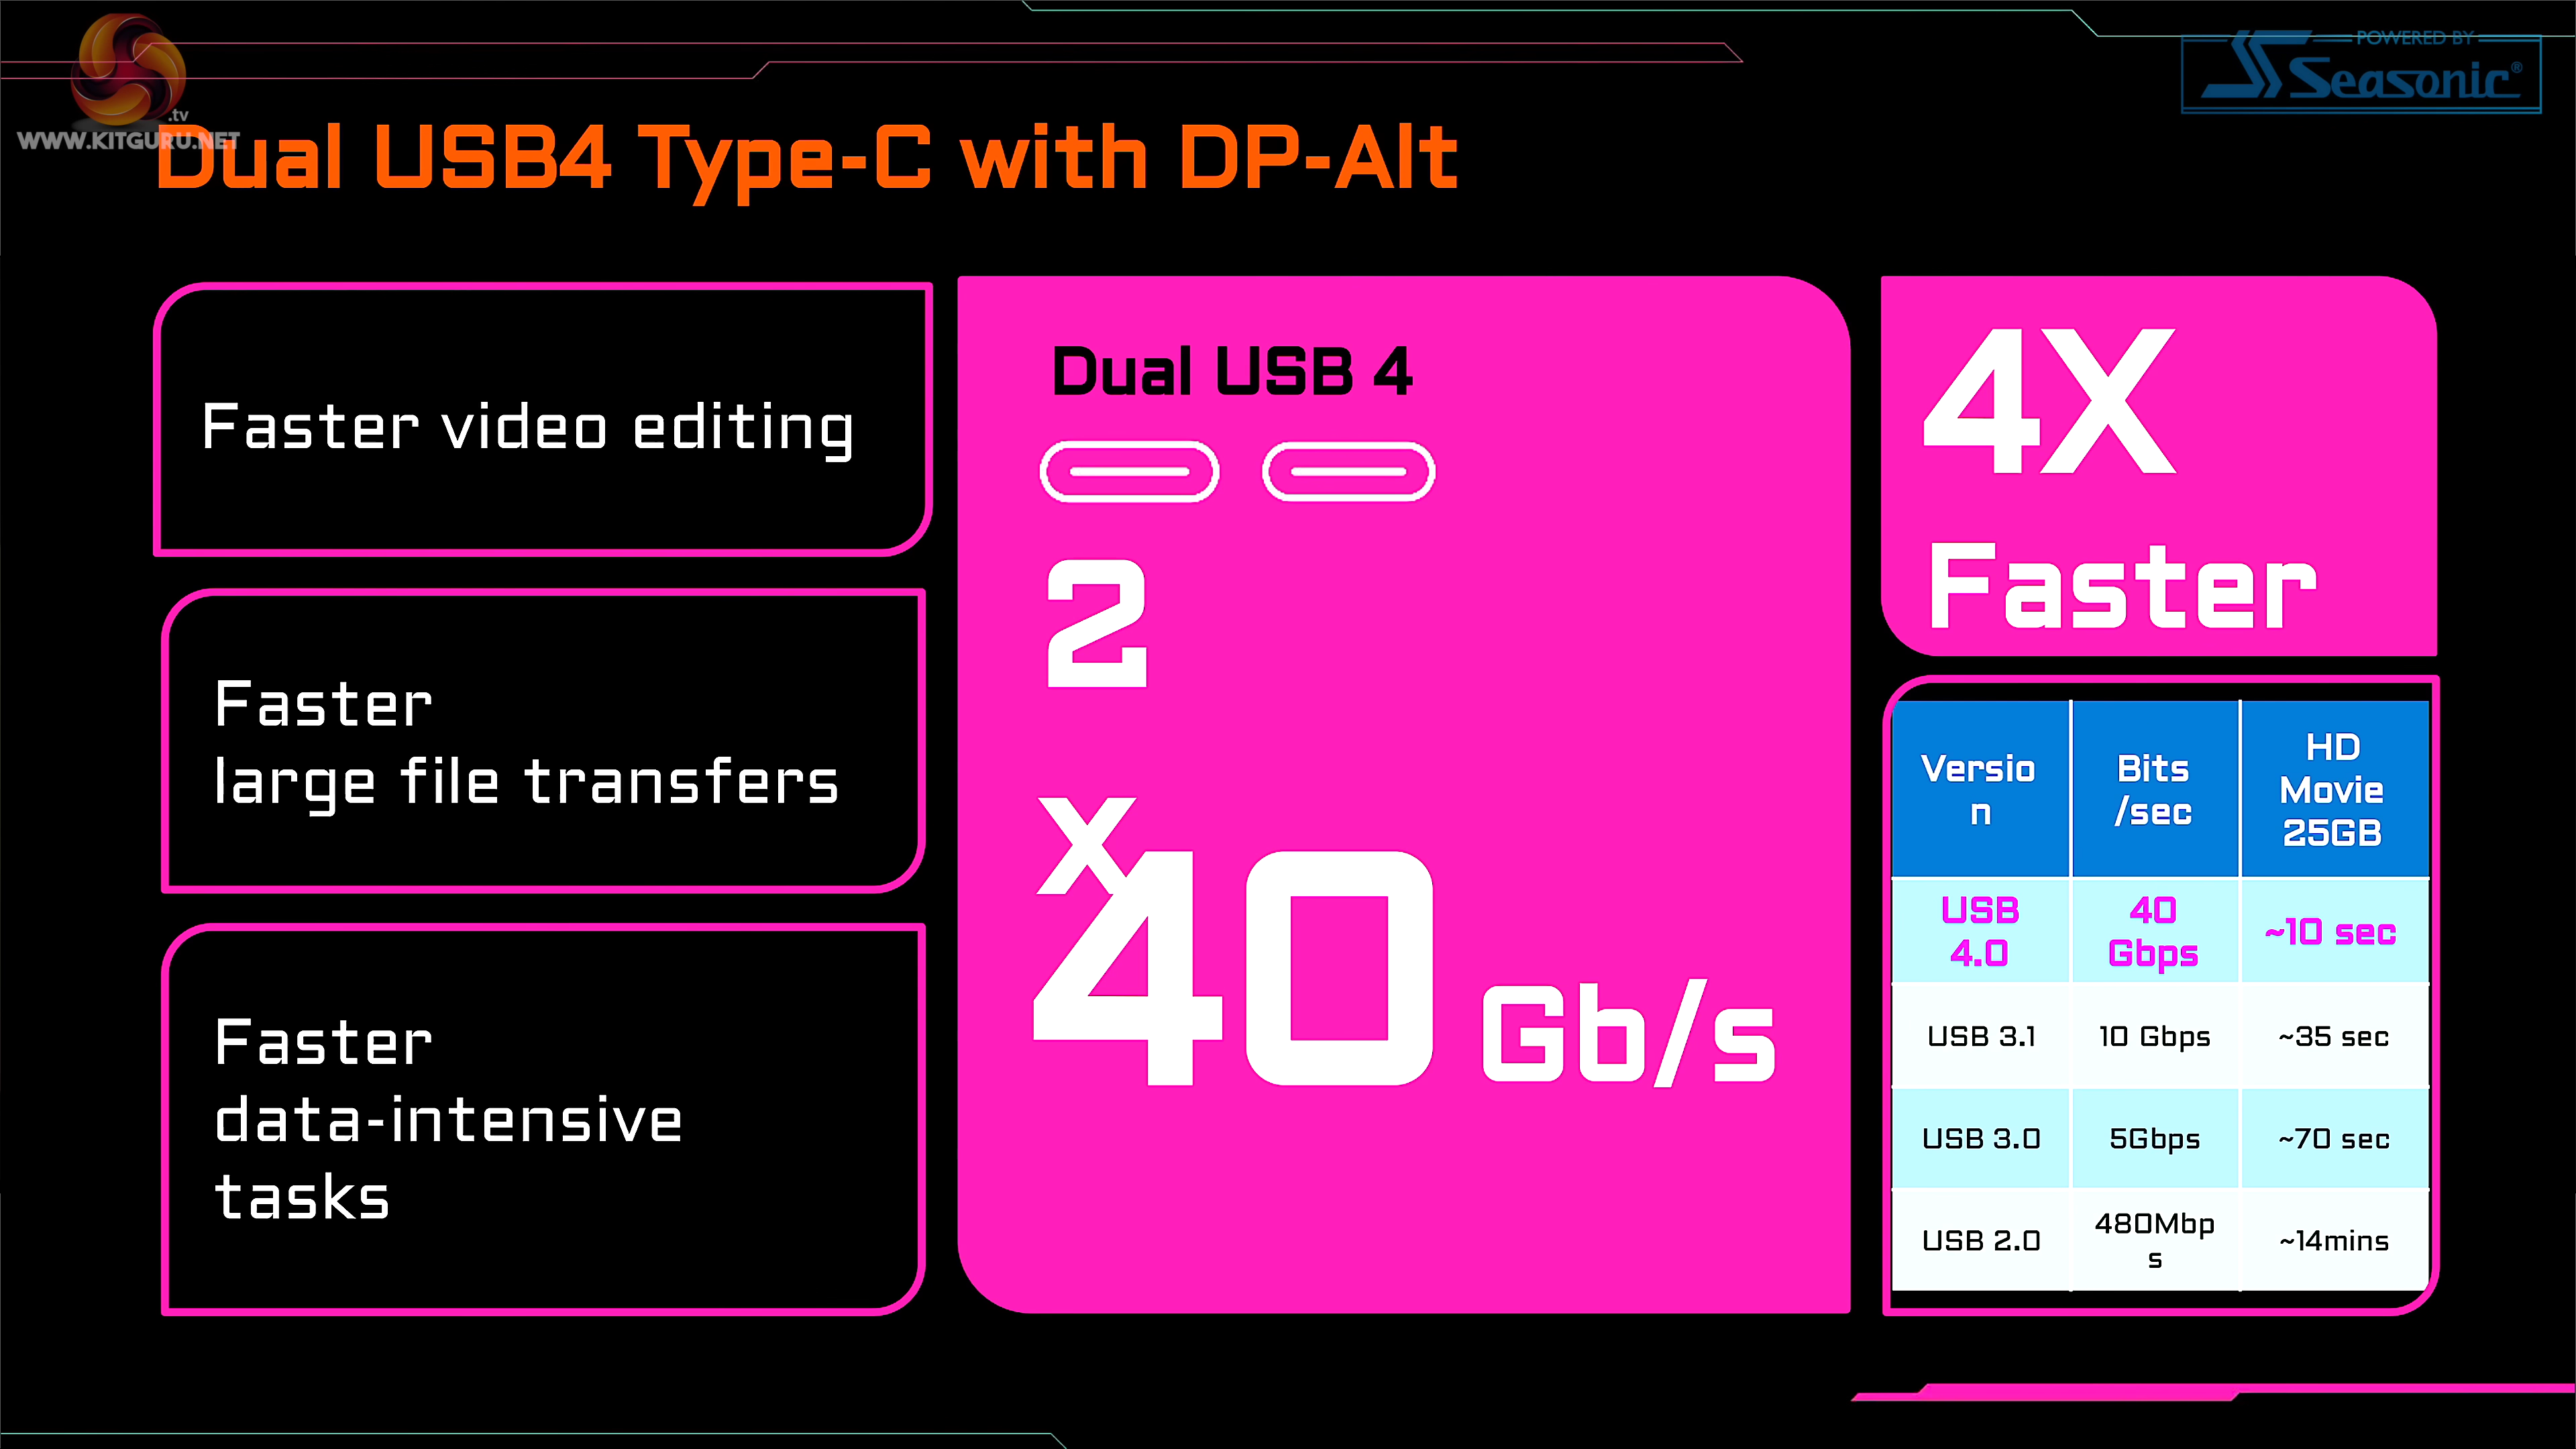 .tv
WWW.KITGURU.NET
POWERED BY
Seasonic®
Dual USB4 Type-C with DP-Alt
Faster video editing
Faster
large file transfers
Faster
data-intensive
tasks
Dual USB 4
2
x
40 Gb/s
4X
Faster
Versio
n
Bits
/sec
HD
Movie
25GB
USB
4.0
40
Gbps
~10 sec
USB 3.1
10 Gbps
~35 sec
USB 3.0
5Gbps
~70 sec
USB 2.0
480Mbp
s
~14mins